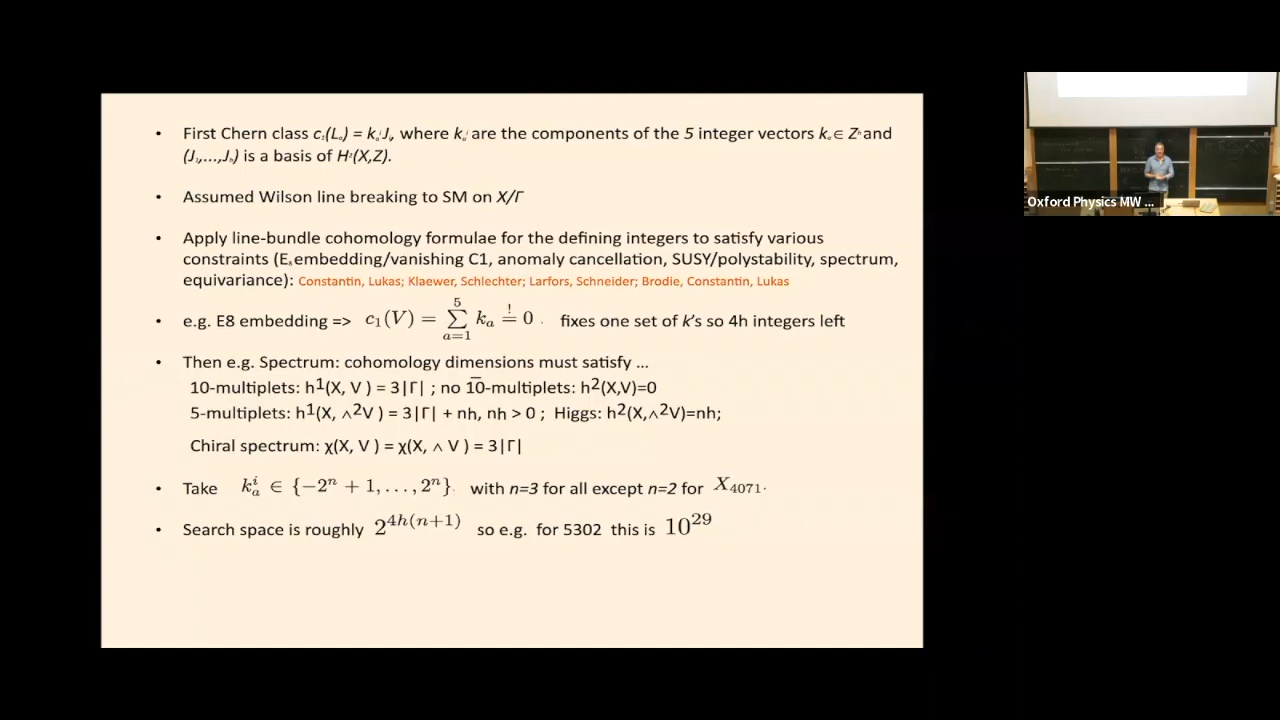 • First Chern class c₁(Lₐ) = kₐⁱJᵢ, where kₐⁱ are the components of the 5 integer vectors kₐ ∈ Zʰ and
(J₁,...,Jₕ) is a basis of H²(X,Z).
• Assumed Wilson line breaking to SM on X/Γ
• Apply line-bundle cohomology formulae for the defining integers to satisfy various
constraints (E₈ embedding/vanishing C1, anomaly cancellation, SUSY/polystability, spectrum,
equivariance): Constantin, Lukas; Klaewer, Schlechter; Larfors, Schneider; Brodie, Constantin, Lukas
• e.g. E8 embedding => c₁(V) = ∑_{a=1}^{5} kₐ =! 0 . fixes one set of k's so 4h integers left
• Then e.g. Spectrum: cohomology dimensions must satisfy ...
10-multiplets: h¹(X, V ) = 3|Γ| ; no 1̅0̅-multiplets: h²(X,V)=0
5-multiplets: h¹(X, ∧²V ) = 3|Γ| + nh, nh > 0 ; Higgs: h²(X,∧²V)=nh;
Chiral spectrum: χ(X, V ) = χ(X, ∧ V ) = 3|Γ|
• Take kₐⁱ ∈ {−2ⁿ + 1, . . . , 2ⁿ}. with n=3 for all except n=2 for X₄₀₇₁.
• Search space is roughly 2^{4h(n+1)} so e.g. for 5302 this is 10²⁹
Oxford Physics MW ...